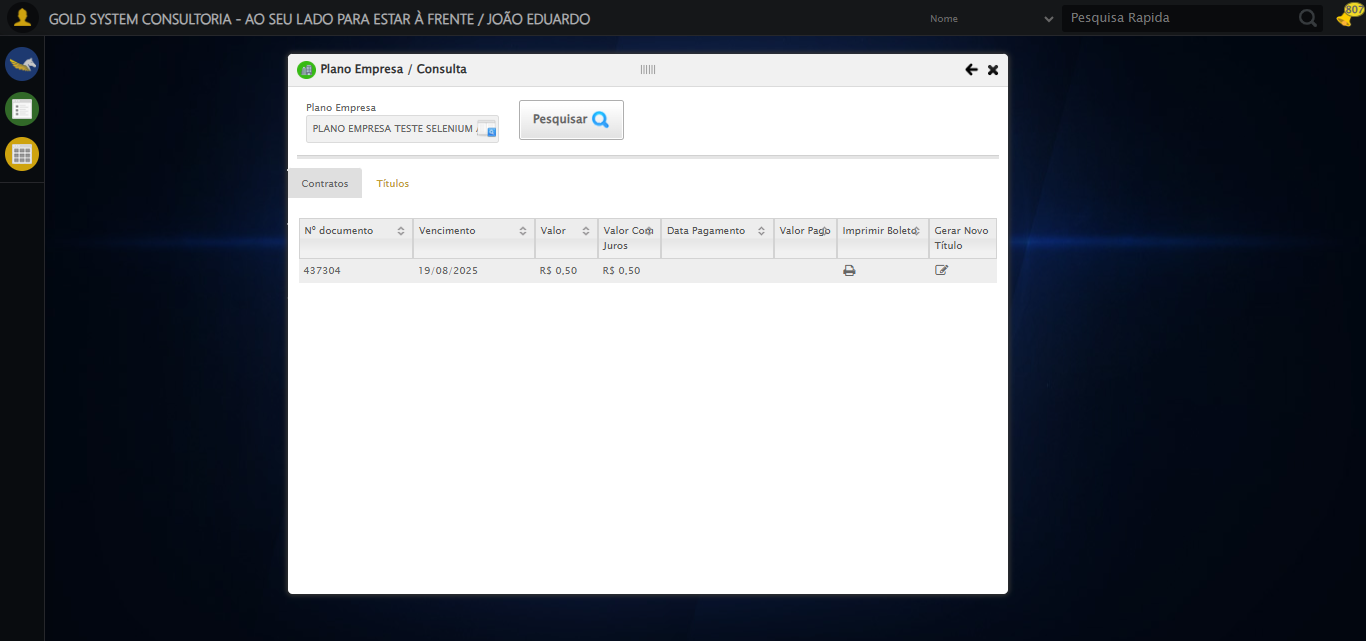 GOLD SYSTEM CONSULTORIA - AO SEU LADO PARA ESTAR À FRENTE / JOÃO EDUARDO
Nome
Pesquisa Rapida
807
Plano Empresa / Consulta
Plano Empresa
PLANO EMPRESA TESTE SELENIUM
Pesquisar
Contratos
Títulos
Nº documento
Vencimento
Valor
Valor Com
Juros
Data Pagamento
Valor Pago
Imprimir Boleto
Gerar Novo
Título
437304
19/08/2025
R$ 0,50
R$ 0,50